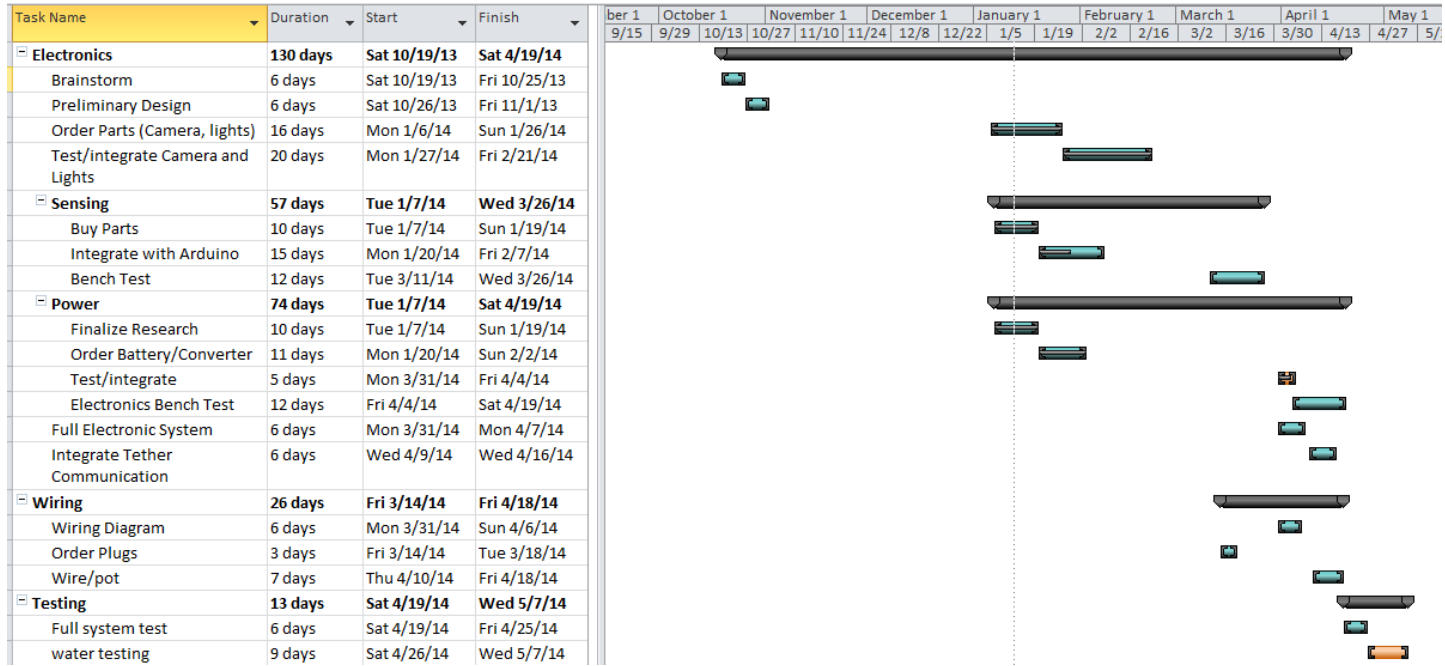 Task Name Duration Start Finish ber 1 October 1 November 1 December 1 January 1 February 1 March 1 April 1 May 1
9/15 9/29 10/13 10/27 11/10 11/24 12/8 12/22 1/5 1/19 2/2 2/16 3/2 3/16 3/30 4/13 4/27
Electronics 130 days Sat 10/19/13 Sat 4/19/14
Brainstorm 6 days Sat 10/19/13 Fri 10/25/13
Preliminary Design 6 days Sat 10/26/13 Fri 11/1/13
Order Parts (Camera, lights) 16 days Mon 1/6/14 Sun 1/26/14
Test/integrate Camera and 20 days Mon 1/27/14 Fri 2/21/14
Lights
Sensing 57 days Tue 1/7/14 Wed 3/26/14
Buy Parts 10 days Tue 1/7/14 Sun 1/19/14
Integrate with Arduino 15 days Mon 1/20/14 Fri 2/7/14
Bench Test 12 days Tue 3/11/14 Wed 3/26/14
Power 74 days Tue 1/7/14 Sat 4/19/14
Finalize Research 10 days Tue 1/7/14 Sun 1/19/14
Order Battery/Converter 11 days Mon 1/20/14 Sun 2/2/14
Test/integrate 5 days Mon 3/31/14 Fri 4/4/14
Electronics Bench Test 12 days Fri 4/4/14 Sat 4/19/14
Full Electronic System 6 days Mon 3/31/14 Mon 4/7/14
Integrate Tether 6 days Wed 4/9/14 Wed 4/16/14
Communication
Wiring 26 days Fri 3/14/14 Fri 4/18/14
Wiring Diagram 6 days Mon 3/31/14 Sun 4/6/14
Order Plugs 3 days Fri 3/14/14 Tue 3/18/14
Wire/pot 7 days Thu 4/10/14 Fri 4/18/14
Testing 13 days Sat 4/19/14 Wed 5/7/14
Full system test 6 days Sat 4/19/14 Fri 4/25/14
water testing 9 days Sat 4/26/14 Wed 5/7/14